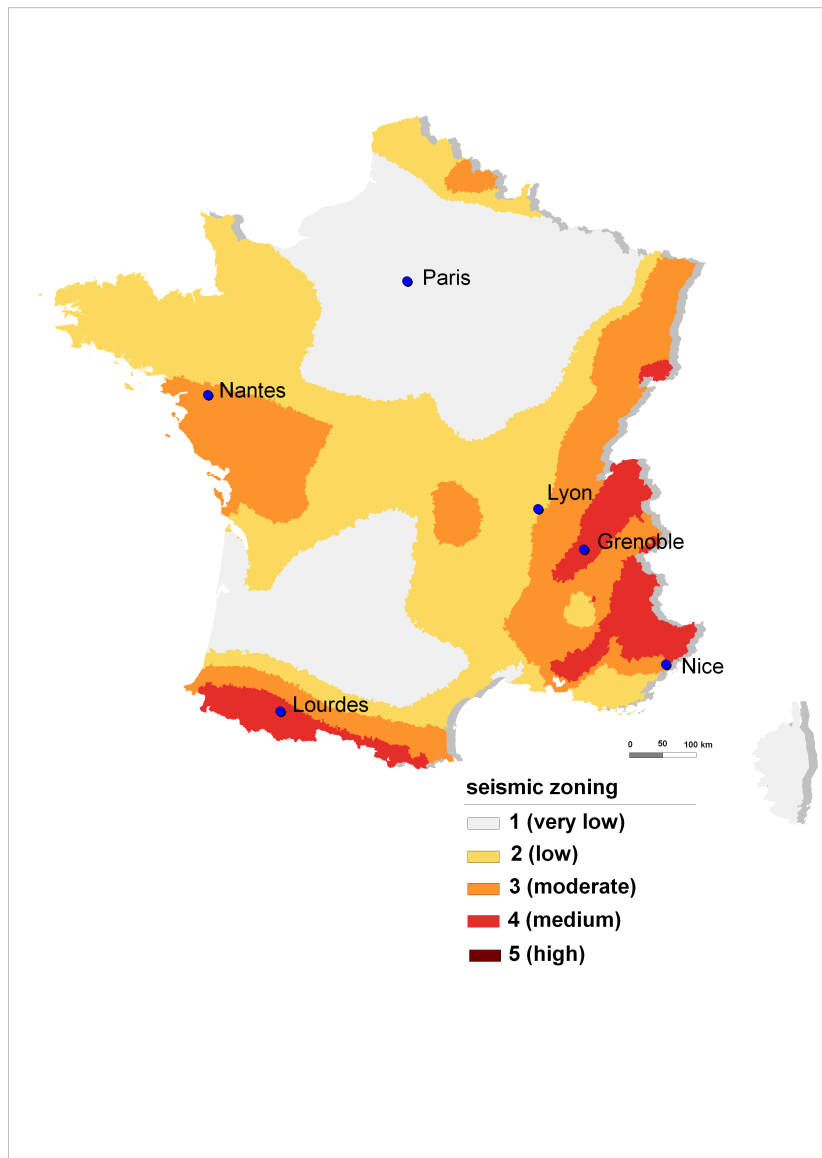 Paris
Nantes
Lyon
Grenoble
Nice
Lourdes
0 50 100 km
seismic zoning
1 (very low)
2 (low)
3 (moderate)
4 (medium)
5 (high)